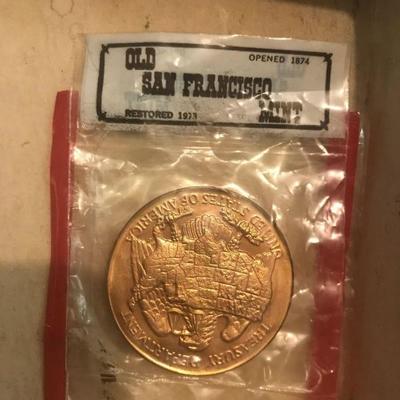 OLD
OPENED 1874
SAN FRANCISCO
MINT
RESTORED 1973
UNITED STATES OF AMERICA
TREASURY DEPARTMENT